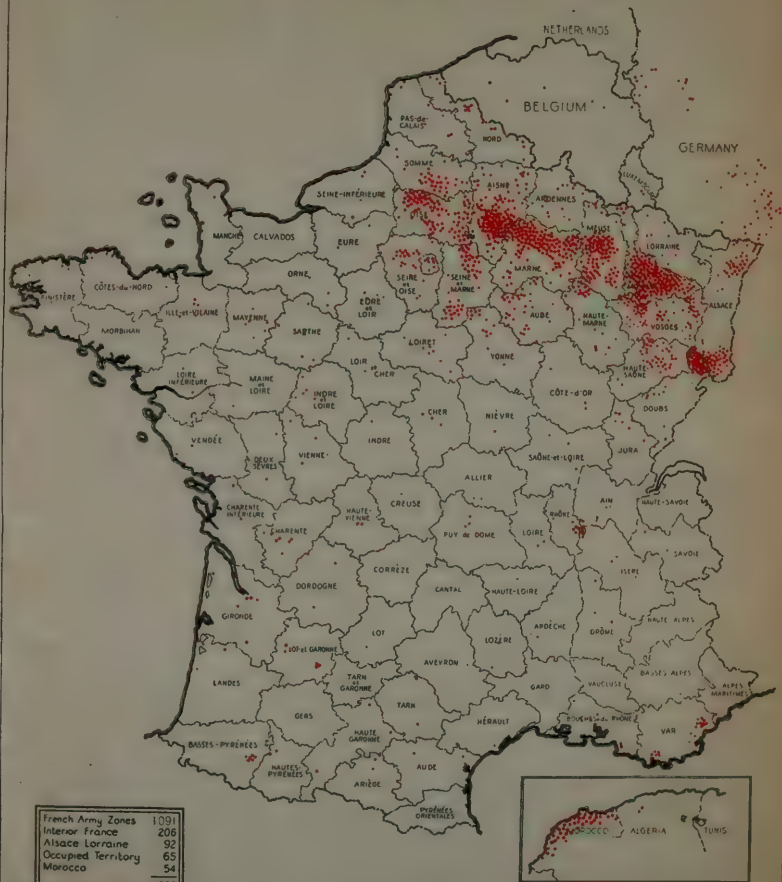 NETHERLANDS
BELGIUM
GERMANY
PAS-de-
CALAIS
NORD
LUXEMBOURG
SOMME
AISNE
ARDENNES
SEINE-INFÉRIEURE
MEUSE
LORRAINE
MANCHE
CALVADOS
EURE
SEINE
et
OISE
SEINE
et
MARNE
MARNE
ALSACE
ORNE
FINISTÈRE
CÔTES-du-NORD
ILLE-et-VILAINE
MAYENNE
EURE
et
LOIR
AUBE
HAUTE-
MARNE
VOSGES
MORBIHAN
SARTHE
LOIRET
YONNE
HAUTE
SAÔNE
LOIR
et
CHER
LOIRE
INFÉRIEURE
MAINE
et
LOIRE
INDRE
et
LOIRE
CÔTE-d'OR
DOUBS
CHER
NIÈVRE
VENDÉE
DEUX
SÈVRES
VIENNE
INDRE
SAÔNE-et-LOIRE
JURA
ALLIER
CHARENTE
INTÉRIEURE
HAUTE-
VIENNE
CREUSE
AIN
HAUTE-SAVOIE
RHÔNE
CHARENTE
PUY de DOME
LOIRE
SAVOIE
CORRÈZE
ISERE
DORDOGNE
CANTAL
HAUTE-LOIRE
GIRONDE
HAUTE ALPES
ARDÈCHE
DRÔME
LOT
LOZÈRE
LOT et GARONNE
AVEYRON
BASSES ALPES
LANDES
TARN
et
GARONNE
VAUCLUSE
ALPES
MARITIMES
GARD
GERS
TARN
HÉRAULT
BOUCHES du RHÔNE
VAR
HAUTE
GARONNE
BASSES-PYRÉNÉES
HAUTES-
PYRÉNÉES
AUDE
ARIÈGE
PYRÉNÉES
ORIENTALES
MOROCCO
ALGERIA
TUNIS
French Army Zones 1091
Interior France 206
Alsace Lorraine 92
Occupied Territory 65
Morocco 54